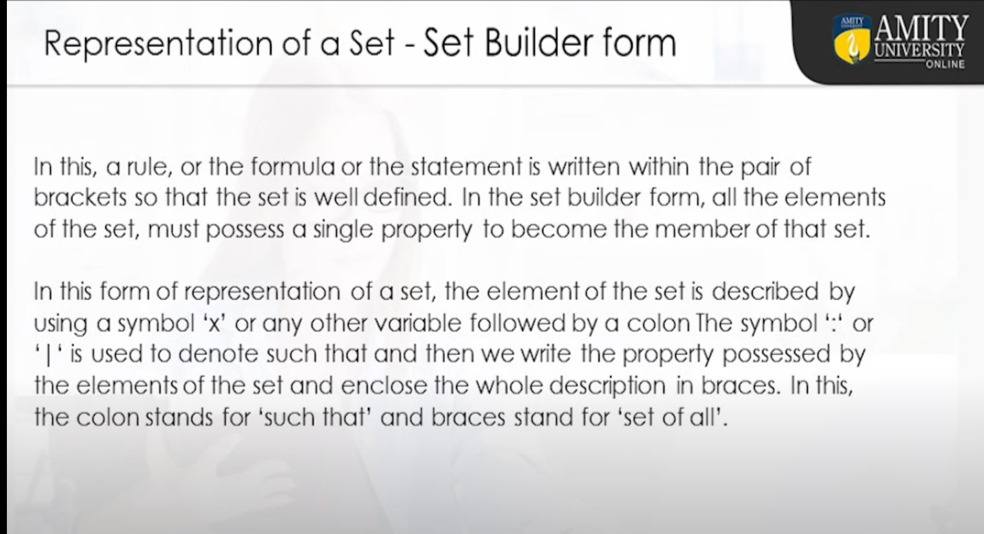 Representation of a Set - Set Builder form
AMITY
AMITY
UNIVERSITY
ONLINE
In this, a rule, or the formula or the statement is written within the pair of
brackets so that the set is well defined. In the set builder form, all the elements
of the set, must possess a single property to become the member of that set.
In this form of representation of a set, the element of the set is described by
using a symbol ‘x’ or any other variable followed by a colon The symbol ‘:‘ or
‘|‘ is used to denote such that and then we write the property possessed by
the elements of the set and enclose the whole description in braces. In this,
the colon stands for ‘such that’ and braces stand for ‘set of all’.